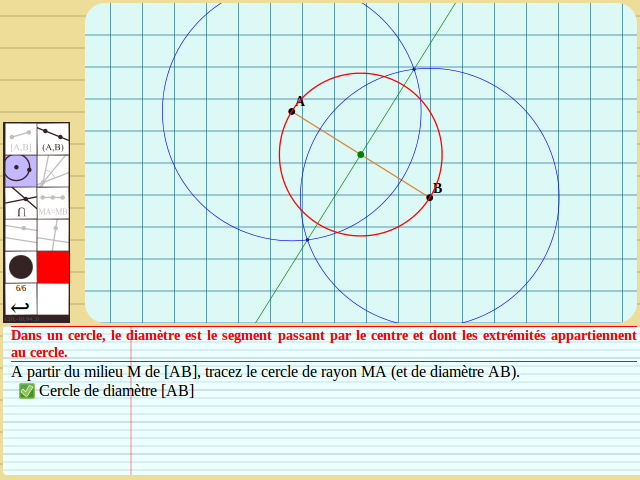 A
B
[A,B]
(A,B)
∩
MA=MB
6/6
Dans un cercle, le diamètre est le segment passant par le centre et dont les extrémités appartiennent
au cercle.
A partir du milieu M de [AB], tracez le cercle de rayon MA (et de diamètre AB).
Cercle de diamètre [AB]